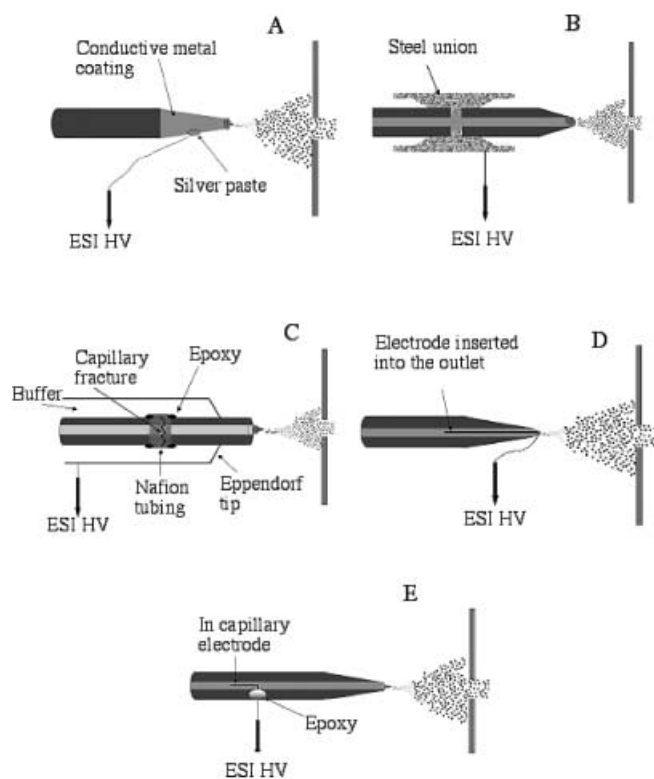 A
Conductive metal
coating
Silver paste
ESI HV
B
Steel union
ESI HV
C
Capillary
fracture
Epoxy
Buffer
Nafion
tubing
Eppendorf
tip
ESI HV
D
Electrode inserted
into the outlet
ESI HV
E
In capillary
electrode
Epoxy
ESI HV